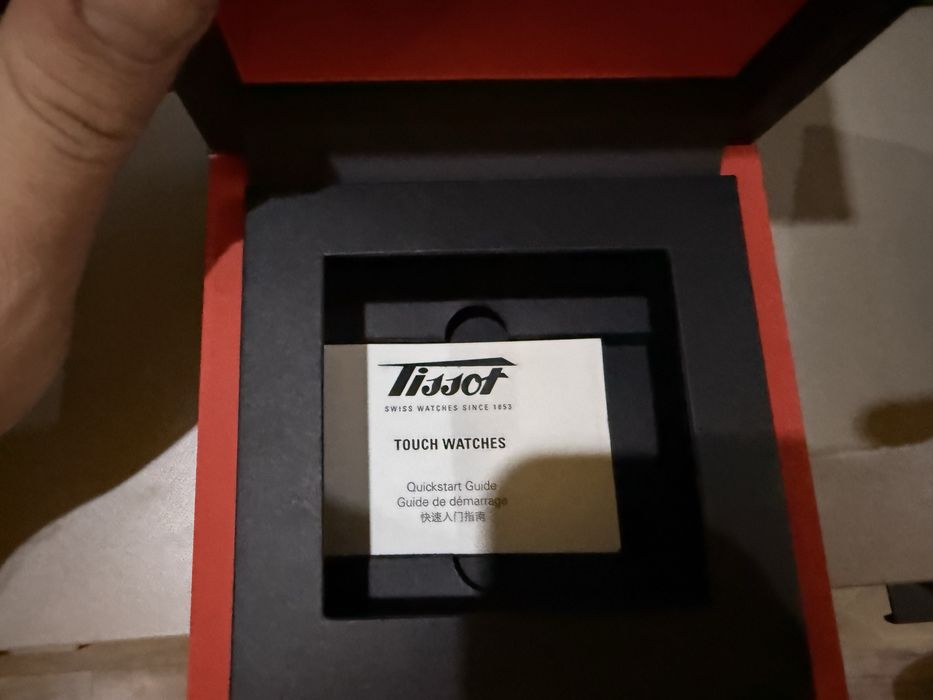 Tissot
SWISS WATCHES SINCE 1853
TOUCH WATCHES
Quickstart Guide
Guide de démarrage
快速入门指南